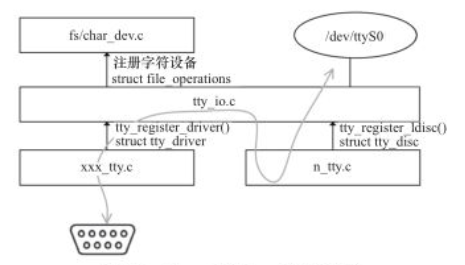 fs/char_dev.c
/dev/ttyS0
注册字符设备
struct file_operations
tty_io.c
tty_register_driver()
struct tty_driver
tty_register_ldisc()
struct tty_disc
xxx_tty.c
n_tty.c